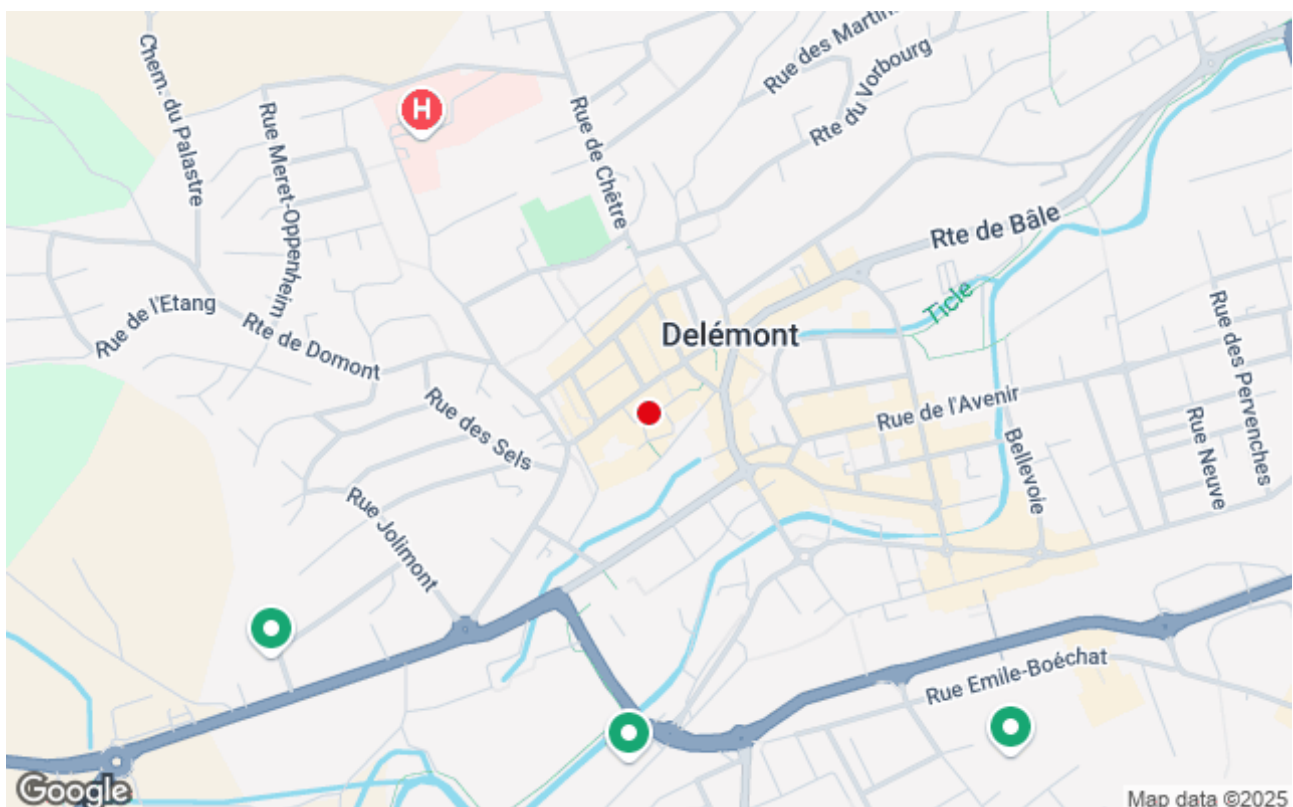 Chem. du Palastre
Rue Meret-Oppenheim
H
Rue de Chêtre
Rue des Martin
Rte du Vorbourg
Rte de Bâle
Ticle
Rue de l'Etang
Rte de Domont
Delémont
Rue des Sels
Rue de l'Avenir
Bellevoie
Rue des Pervenches
Rue Neuve
Rue Jolimont
Rue Emile-Boéchat
Google
Map data ©2025